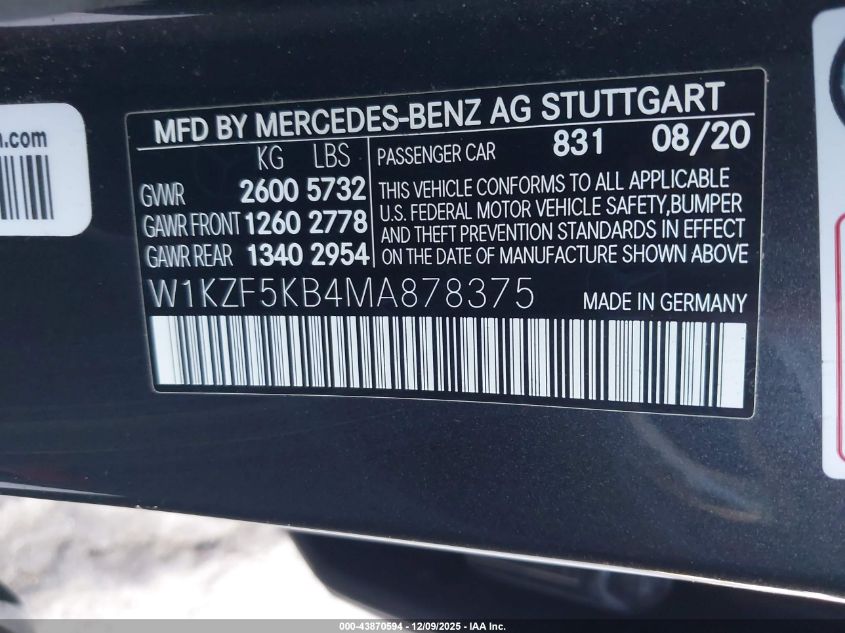 n.com
MFD BY MERCEDES-BENZ AG STUTTGART
KG LBS
GVWR 2600 5732
GAWR FRONT 1260 2778
GAWR REAR 1340 2954
PASSENGER CAR 831 08/20
THIS VEHICLE CONFORMS TO ALL APPLICABLE
U.S. FEDERAL MOTOR VEHICLE SAFETY,BUMPER
AND THEFT PREVENTION STANDARDS IN EFFECT
ON THE DATE OF MANUFACTURE SHOWN ABOVE
W1KZF5KB4MA878375 MADE IN GERMANY
000-43870594 - 12/09/2025 - IAA Inc.